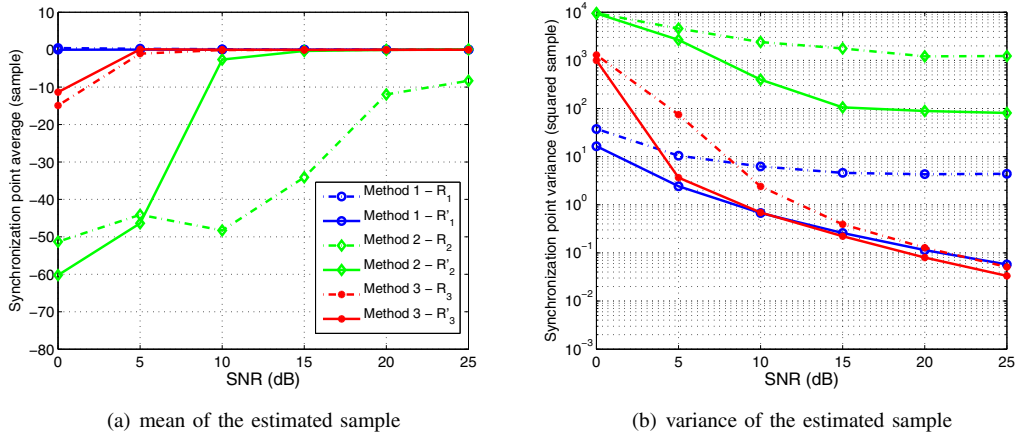 10
0
−10
−20
−30
−40
−50
−60
−70
−80
0
5
10
15
20
25
SNR (dB)
Synchronization point average (sample)
Method 1 − R1
Method 1 − R'1
Method 2 − R2
Method 2 − R'2
Method 3 − R3
Method 3 − R'3
(a) mean of the estimated sample
10^4
10^3
10^2
10^1
10^0
10^−1
10^−2
10^−3
0
5
10
15
20
25
SNR (dB)
Synchronization point variance (squared sample)
(b) variance of the estimated sample